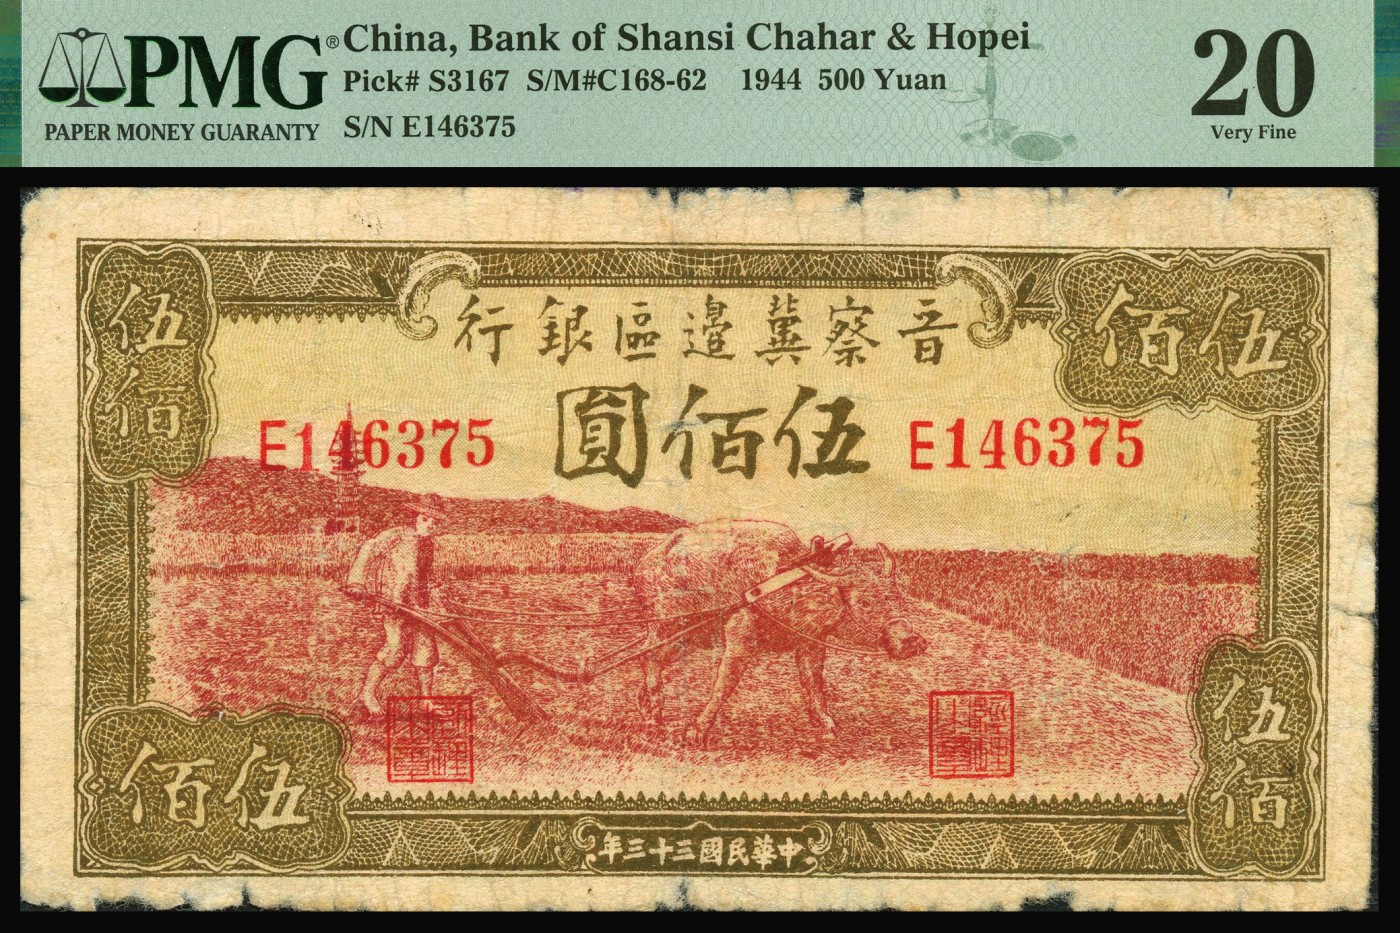 PMG®
PAPER MONEY GUARANTY
China, Bank of Shansi Chahar & Hopei
Pick# S3167 S/M#C168-62 1944 500 Yuan
S/N E146375
20
Very Fine
晋察冀邊區銀行
伍佰
伍佰
伍佰圓
E146375
E146375
伍佰
伍佰
中華民國三十三年